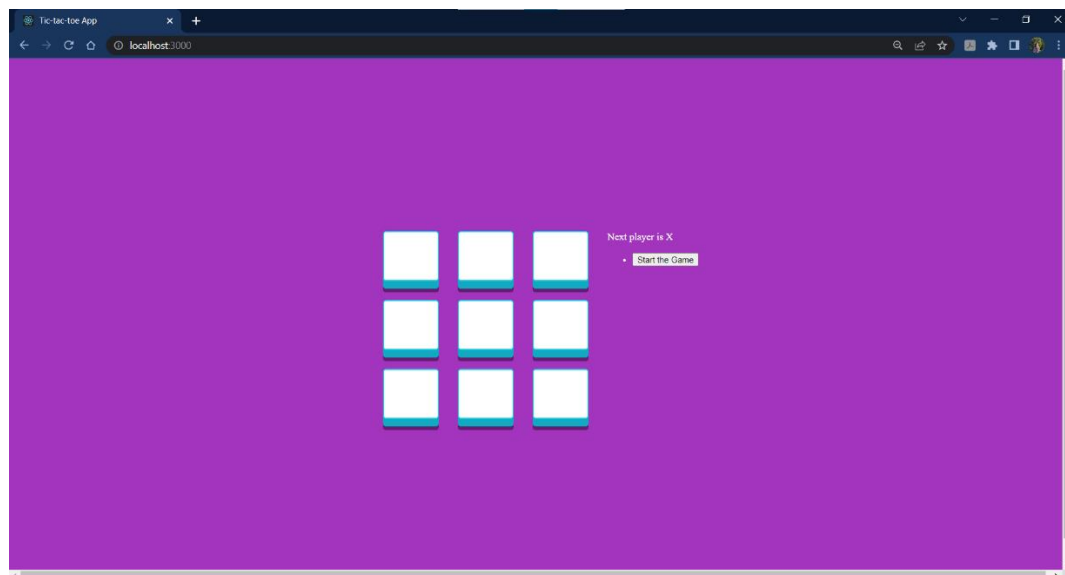 Tic-tac-toe App
localhost:3000
Next player is X
Start the Game